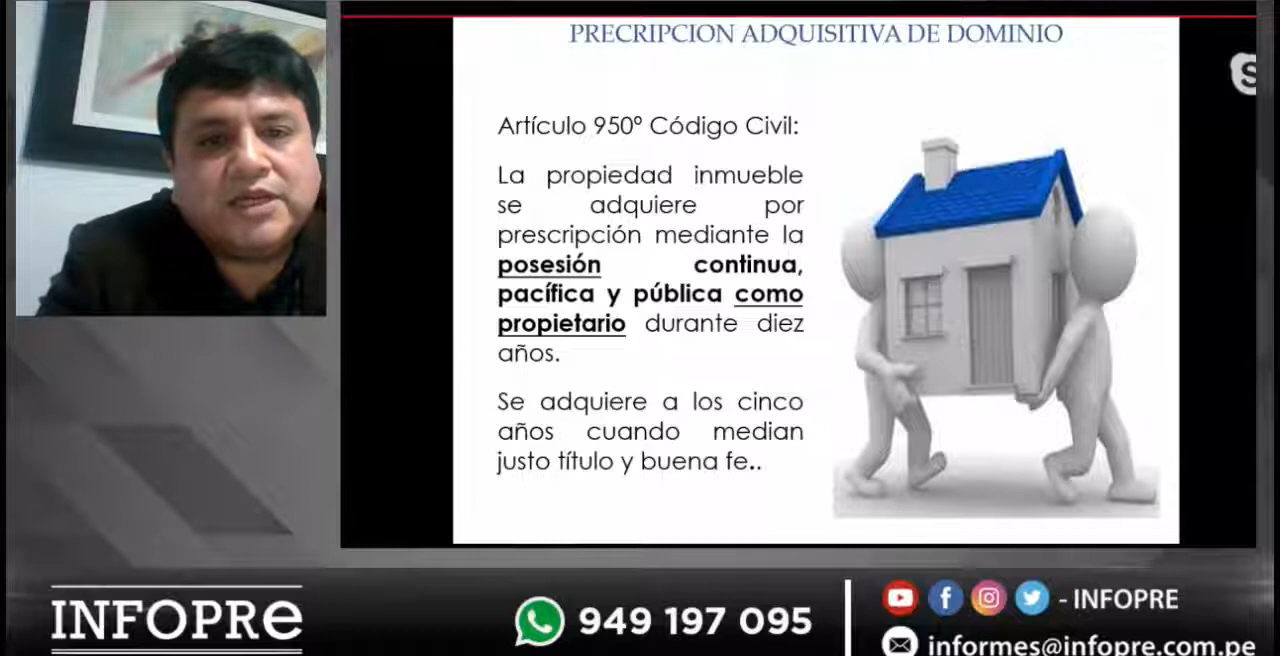 PRECRIPCION ADQUISITIVA DE DOMINIO
Artículo 950º Código Civil:
La propiedad inmueble
se adquiere por
prescripción mediante la
posesión continua,
pacífica y pública como
propietario durante diez
años.
Se adquiere a los cinco
años cuando median
justo título y buena fe..
S
INFOPRe
949 197 095
- INFOPRE
informes@infopre.com.pe